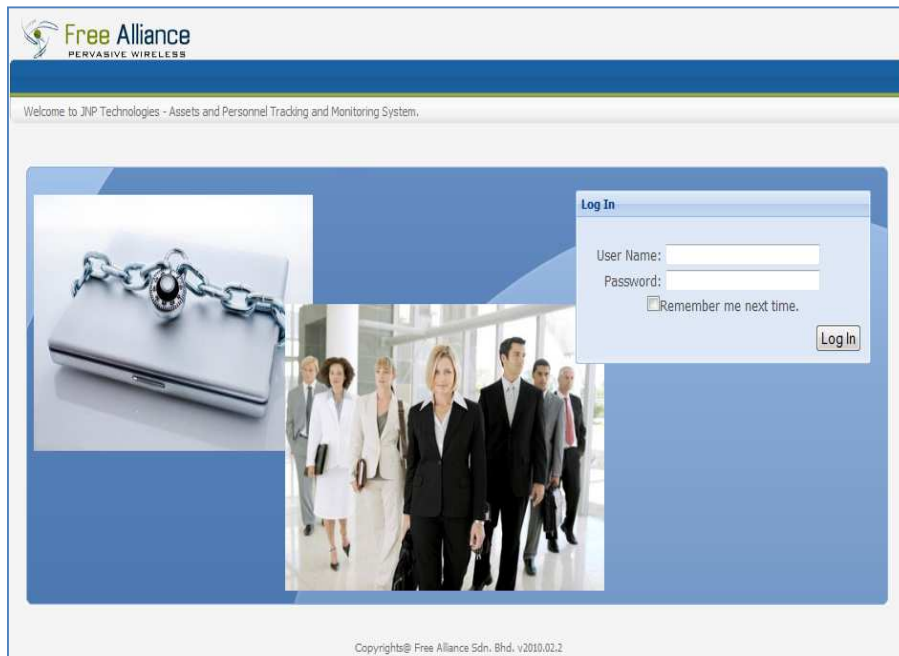 Free Alliance
PERVASIVE WIRELESS
Welcome to JNP Technologies - Assets and Personnel Tracking and Monitoring System.
Log In
User Name:
Password:
Remember me next time.
Log In
Copyrights@ Free Alliance Sdn. Bhd. v2010.02.2